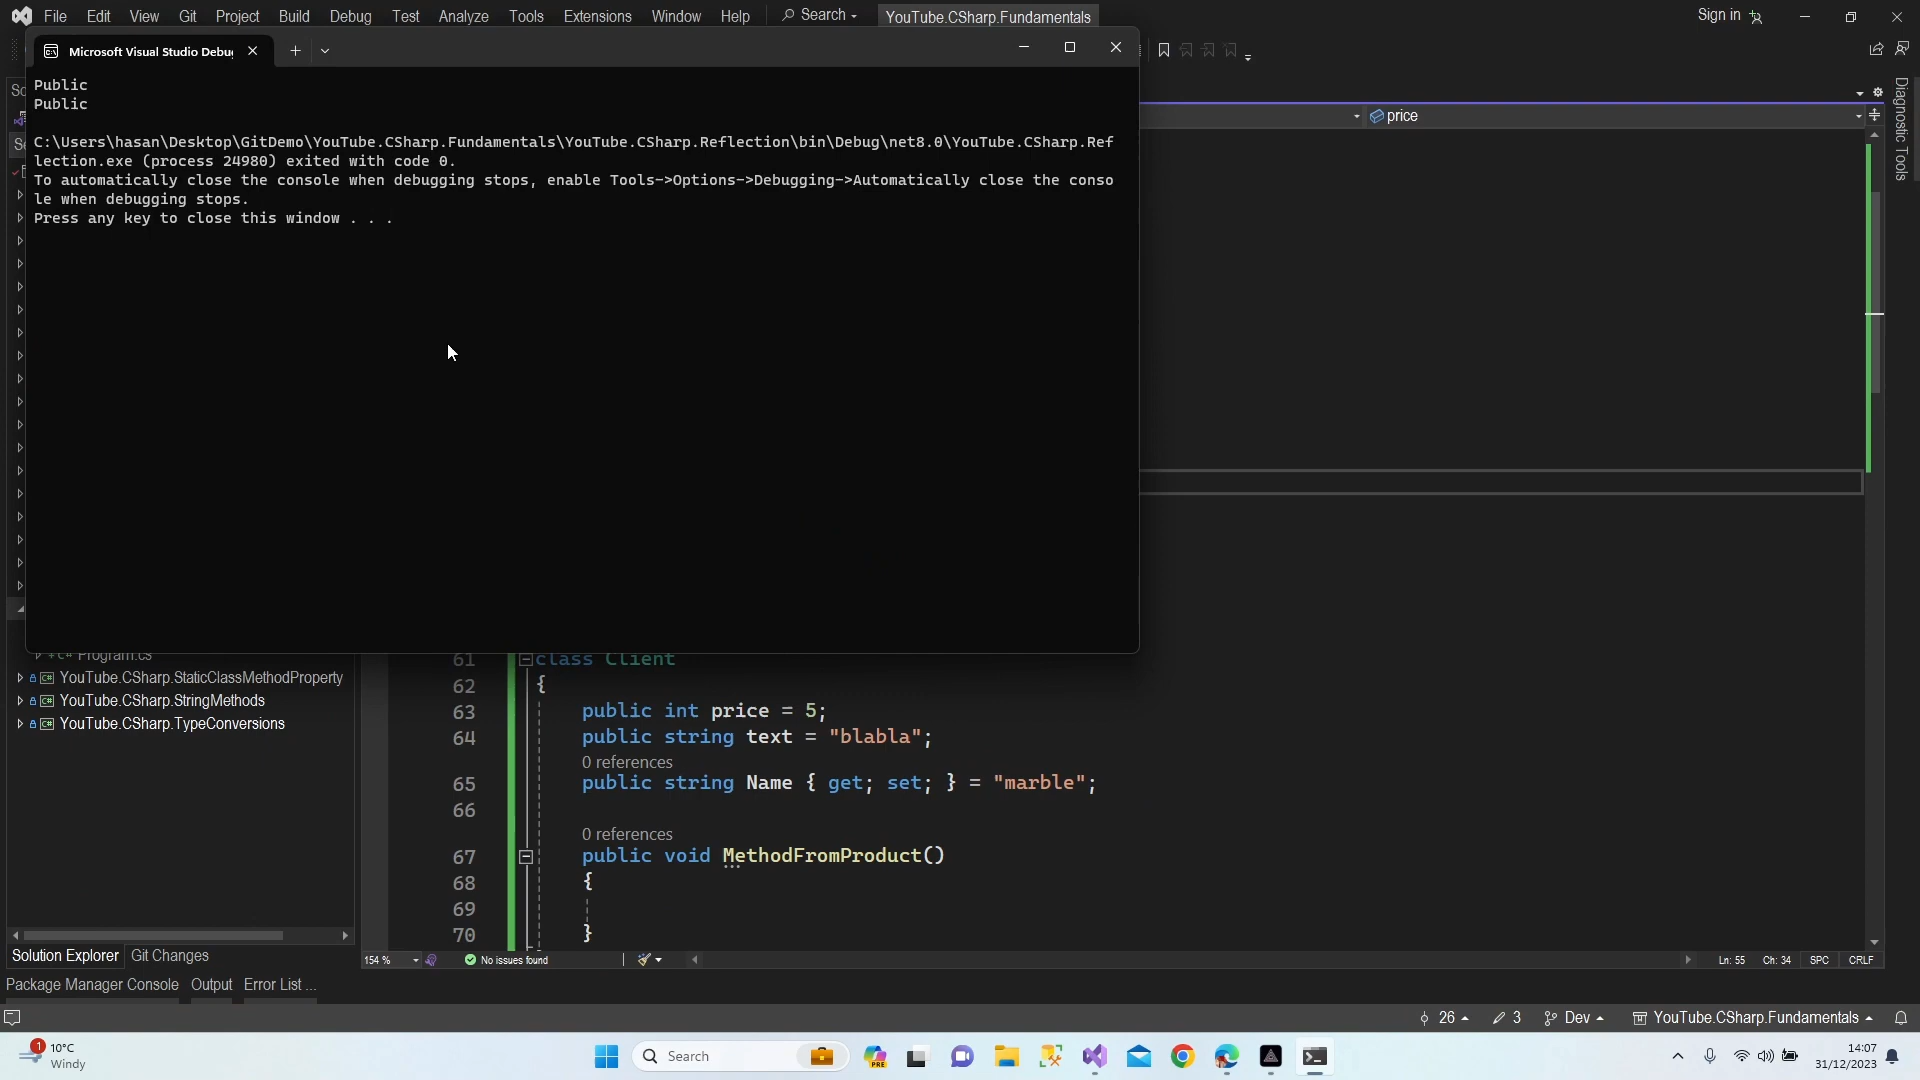 File Edit View Git Project Build Debug Test Analyze Tools Extensions Window Help Search YouTube.CSharp.Fundamentals Sign in
Microsoft Visual Studio Debug
Public
Public
C:\Users\hasan\Desktop\GitDemo\YouTube.CSharp.Fundamentals\YouTube.CSharp.Reflection\bin\Debug\net8.0\YouTube.CSharp.Ref
lection.exe (process 24980) exited with code 0.
To automatically close the console when debugging stops, enable Tools->Options->Debugging->Automatically close the conso
le when debugging stops.
Press any key to close this window . . .
price
Diagnostic Tools
Program.cs
YouTube.CSharp.StaticClassMethodProperty
YouTube.CSharp.StringMethods
YouTube.CSharp.TypeConversions
61 class Client
62 {
63 public int price = 5;
64 public string text = "blabla";
0 references
65 public string Name { get; set; } = "marble";
66
0 references
67 public void MethodFromProduct()
68 {
69
70 }
Solution Explorer Git Changes
154 % No issues found Ln: 55 Ch: 34 SPC CRLF
Package Manager Console Output Error List ...
26 3 Dev YouTube.CSharp.Fundamentals
1 10°C
Windy
Search
PRE
14:07
31/12/2023